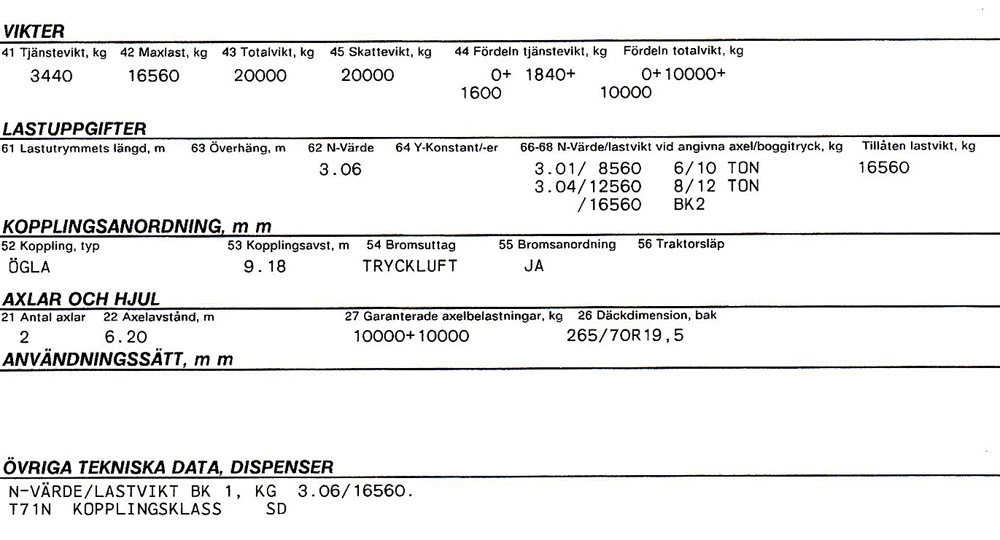 VIKTER
41 Tjänstevikt, kg 42 Maxlast, kg 43 Totalvikt, kg 45 Skattevikt, kg 44 Fördeln tjänstevikt, kg Fördeln totalvikt, kg
3440 16560 20000 20000 0+ 1840+ 0+10000+
1600 10000
LASTUPPGIFTER
61 Lastutrymmets längd, m 63 Överhäng, m 62 N-Värde 64 Y-Konstant/-er 66-68 N-Värde/lastvikt vid angivna axel/boggitryck, kg Tillåten lastvikt, kg
3.06 3.01/ 8560 6/10 TON 16560
3.04/12560 8/12 TON
/16560 BK2
KOPPLINGSANORDNING, m m
52 Koppling, typ 53 Kopplingsavst, m 54 Bromsuttag 55 Bromsanordning 56 Traktorsläp
ÖGLA 9.18 TRYCKLUFT JA
AXLAR OCH HJUL
21 Antal axlar 22 Axelavstånd, m 27 Garanterade axelbelastningar, kg 26 Däckdimension, bak
2 6.20 10000+10000 265/70R19,5
ANVÄNDNINGSSÄTT, m m
ÖVRIGA TEKNISKA DATA, DISPENSER
N-VÄRDE/LASTVIKT BK 1, KG 3.06/16560.
T71N KOPPLINGSKLASS SD